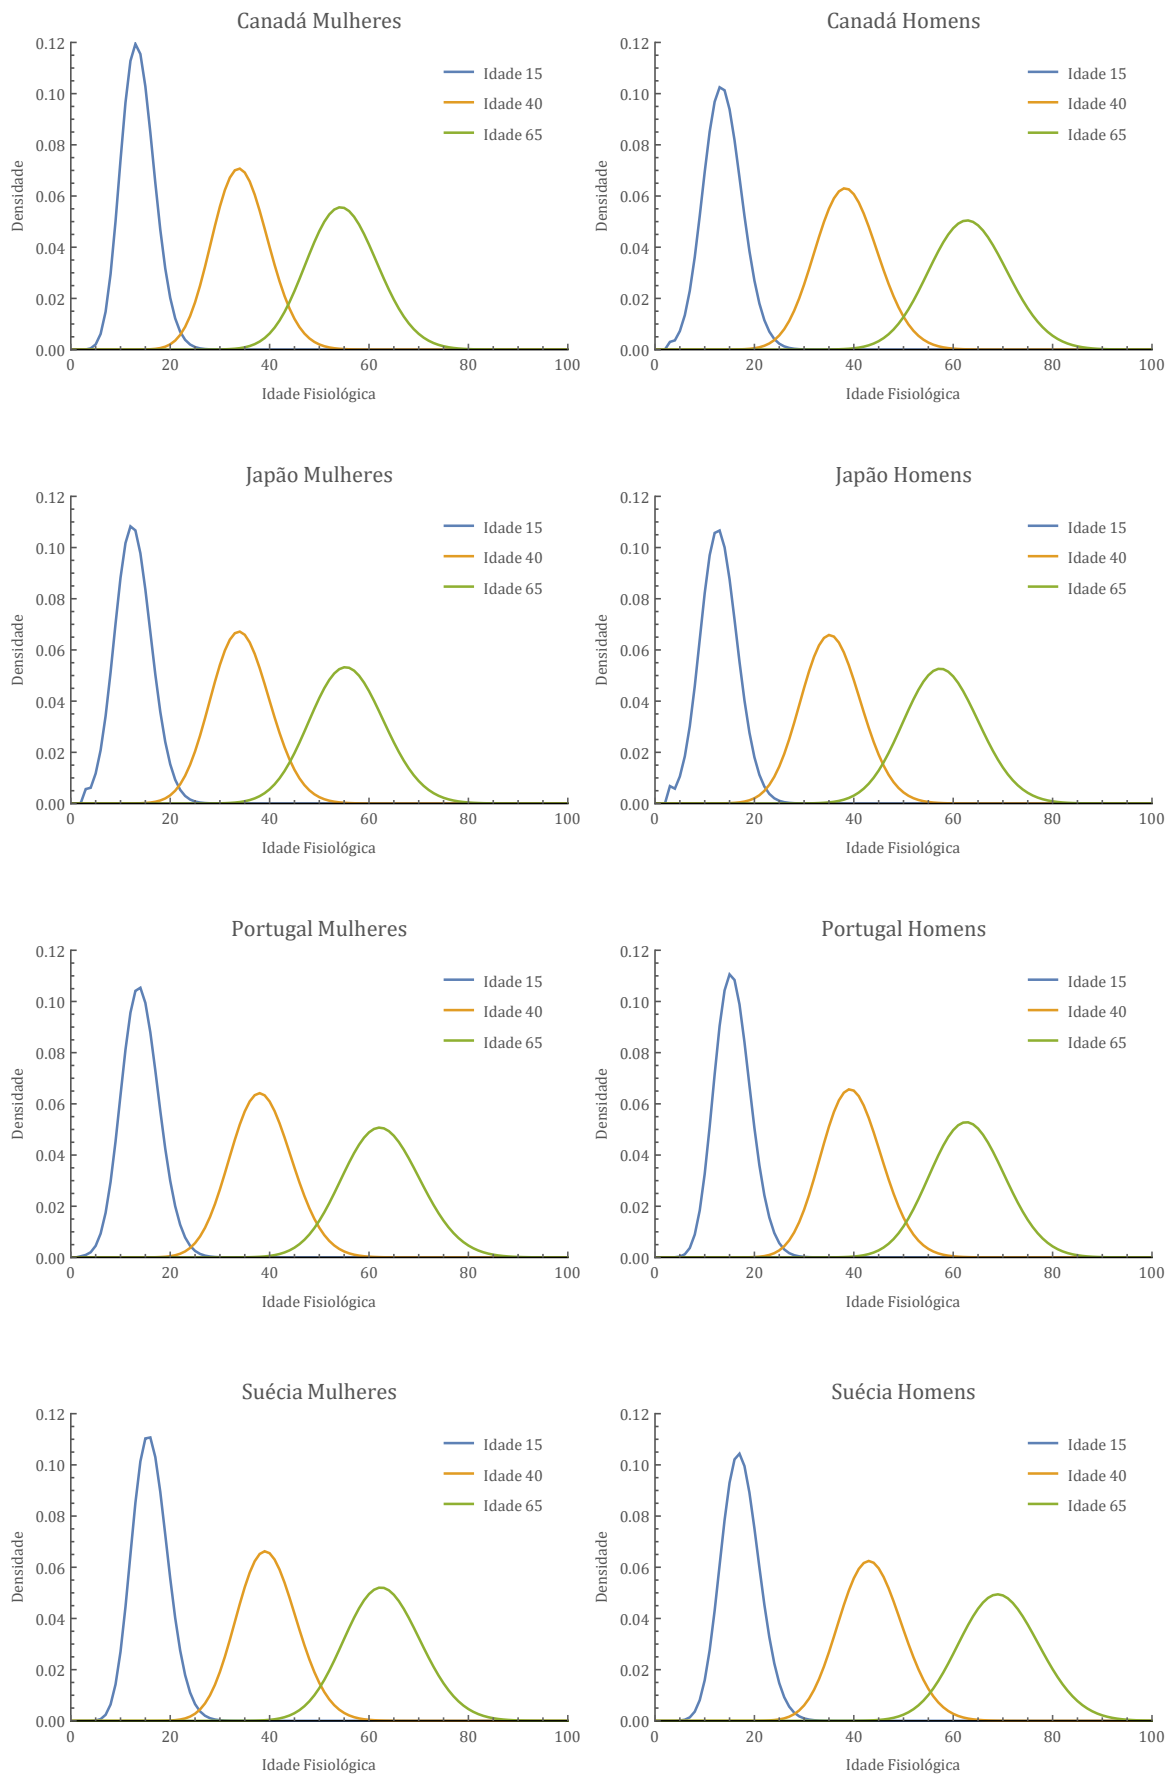 Canadá Mulheres
0.12
0.10
0.08
0.06
0.04
0.02
0.00
Densidade
0 20 40 60 80 100
Idade Fisiológica
Idade 15
Idade 40
Idade 65
Canadá Homens
0.12
0.10
0.08
0.06
0.04
0.02
0.00
Densidade
0 20 40 60 80 100
Idade Fisiológica
Idade 15
Idade 40
Idade 65
Japão Mulheres
0.12
0.10
0.08
0.06
0.04
0.02
0.00
Densidade
0 20 40 60 80 100
Idade Fisiológica
Idade 15
Idade 40
Idade 65
Japão Homens
0.12
0.10
0.08
0.06
0.04
0.02
0.00
Densidade
0 20 40 60 80 100
Idade Fisiológica
Idade 15
Idade 40
Idade 65
Portugal Mulheres
0.12
0.10
0.08
0.06
0.04
0.02
0.00
Densidade
0 20 40 60 80 100
Idade Fisiológica
Idade 15
Idade 40
Idade 65
Portugal Homens
0.12
0.10
0.08
0.06
0.04
0.02
0.00
Densidade
0 20 40 60 80 100
Idade Fisiológica
Idade 15
Idade 40
Idade 65
Suécia Mulheres
0.12
0.10
0.08
0.06
0.04
0.02
0.00
Densidade
0 20 40 60 80 100
Idade Fisiológica
Idade 15
Idade 40
Idade 65
Suécia Homens
0.12
0.10
0.08
0.06
0.04
0.02
0.00
Densidade
0 20 40 60 80 100
Idade Fisiológica
Idade 15
Idade 40
Idade 65